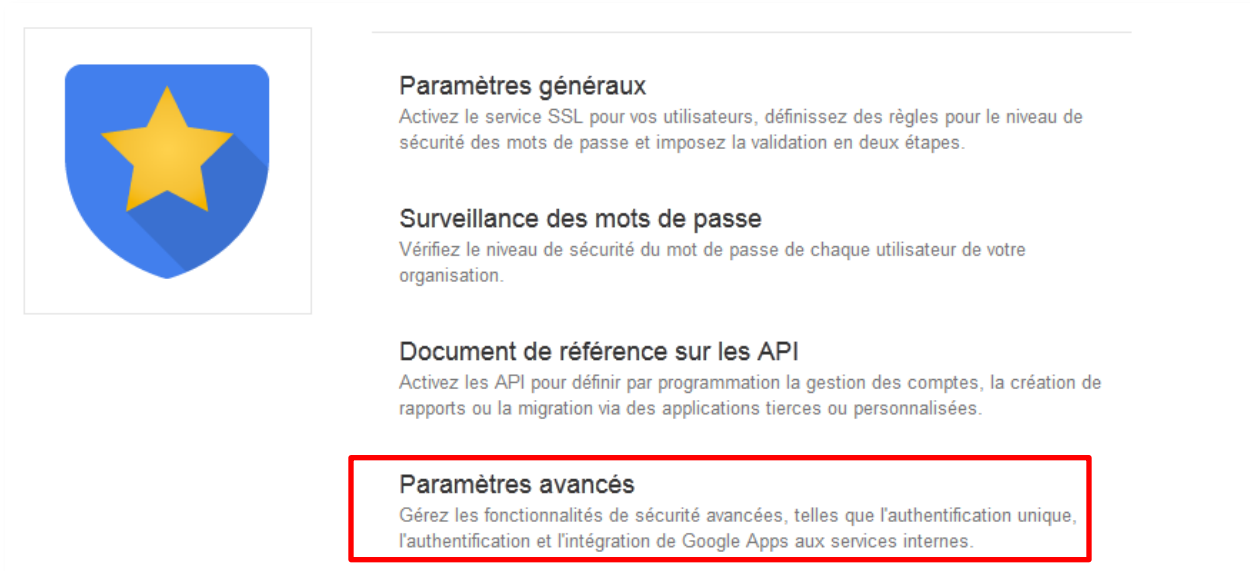 Paramètres généraux
Activez le service SSL pour vos utilisateurs, définissez des règles pour le niveau de
sécurité des mots de passe et imposez la validation en deux étapes.
Surveillance des mots de passe
Vérifiez le niveau de sécurité du mot de passe de chaque utilisateur de votre
organisation.
Document de référence sur les API
Activez les API pour définir par programmation la gestion des comptes, la création de
rapports ou la migration via des applications tierces ou personnalisées.
Paramètres avancés
Gérez les fonctionnalités de sécurité avancées, telles que l'authentification unique,
l'authentification et l'intégration de Google Apps aux services internes.